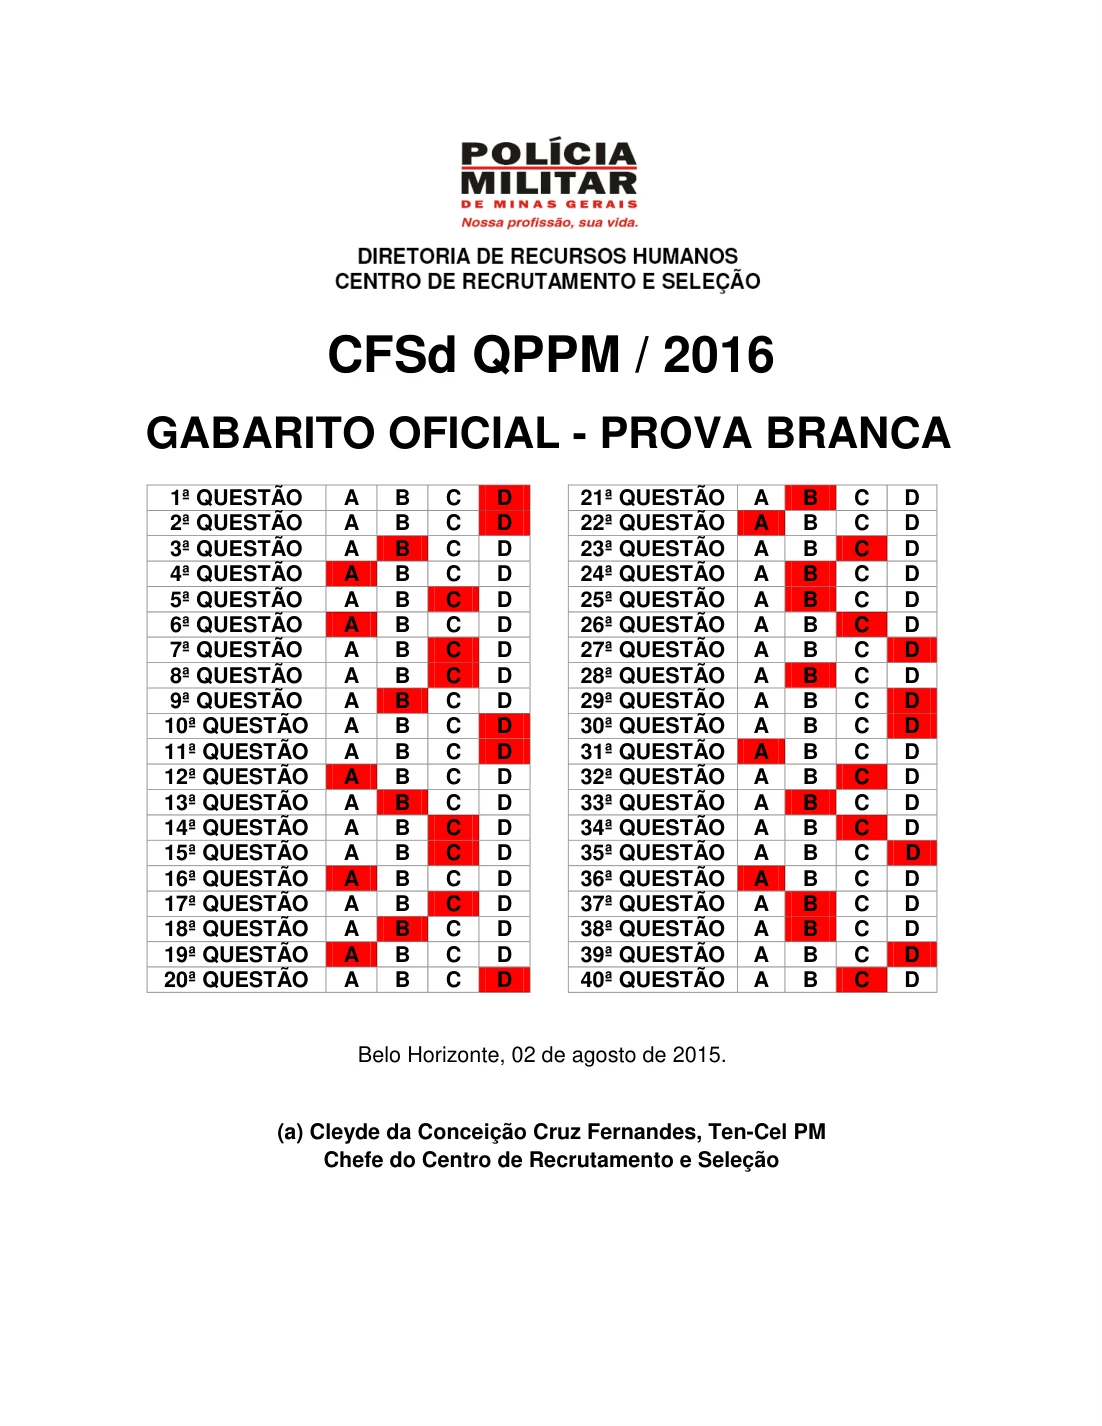 POLÍCIA
MILITAR
DE MINAS GERAIS
Nossa profissão, sua vida.
DIRETORIA DE RECURSOS HUMANOS
CENTRO DE RECRUTAMENTO E SELEÇÃO
CFSd QPPM / 2016
GABARITO OFICIAL - PROVA BRANCA
1ª QUESTÃO A B C D
2ª QUESTÃO A B C D
3ª QUESTÃO A B C D
4ª QUESTÃO A B C D
5ª QUESTÃO A B C D
6ª QUESTÃO A B C D
7ª QUESTÃO A B C D
8ª QUESTÃO A B C D
9ª QUESTÃO A B C D
10ª QUESTÃO A B C D
11ª QUESTÃO A B C D
12ª QUESTÃO A B C D
13ª QUESTÃO A B C D
14ª QUESTÃO A B C D
15ª QUESTÃO A B C D
16ª QUESTÃO A B C D
17ª QUESTÃO A B C D
18ª QUESTÃO A B C D
19ª QUESTÃO A B C D
20ª QUESTÃO A B C D
21ª QUESTÃO A B C D
22ª QUESTÃO A B C D
23ª QUESTÃO A B C D
24ª QUESTÃO A B C D
25ª QUESTÃO A B C D
26ª QUESTÃO A B C D
27ª QUESTÃO A B C D
28ª QUESTÃO A B C D
29ª QUESTÃO A B C D
30ª QUESTÃO A B C D
31ª QUESTÃO A B C D
32ª QUESTÃO A B C D
33ª QUESTÃO A B C D
34ª QUESTÃO A B C D
35ª QUESTÃO A B C D
36ª QUESTÃO A B C D
37ª QUESTÃO A B C D
38ª QUESTÃO A B C D
39ª QUESTÃO A B C D
40ª QUESTÃO A B C D
Belo Horizonte, 02 de agosto de 2015.
(a) Cleyde da Conceição Cruz Fernandes, Ten-Cel PM
Chefe do Centro de Recrutamento e Seleção